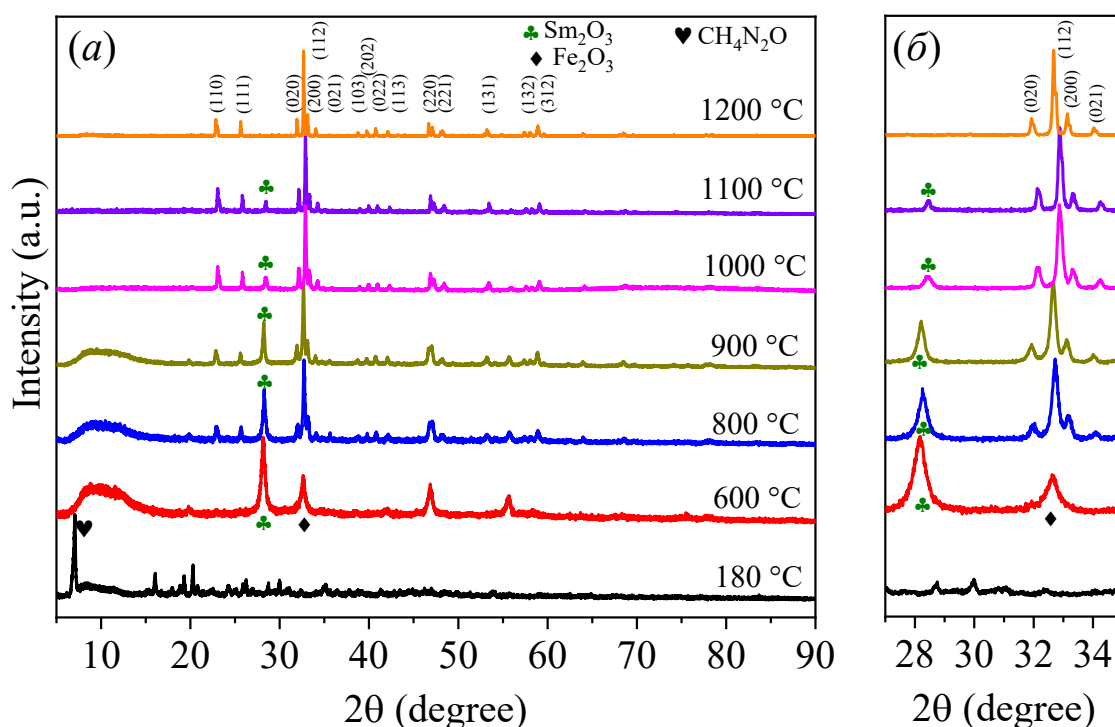 (а)
♣ Sm₂O₃
♥ CH₄N₂O
♦ Fe₂O₃
(110)
(111)
(020)
(112)
(200)
(021)
(103)
(202)
(022)
(113)
(220)
(221)
(131)
(132)
(312)
1200 °C
1100 °C
1000 °C
900 °C
800 °C
600 °C
180 °C
Intensity (a.u.)
10 20 30 40 50 60 70 80 90
2θ (degree)
(б)
(020)
(112)
(200)
(021)
28 30 32 34
2θ (degree)